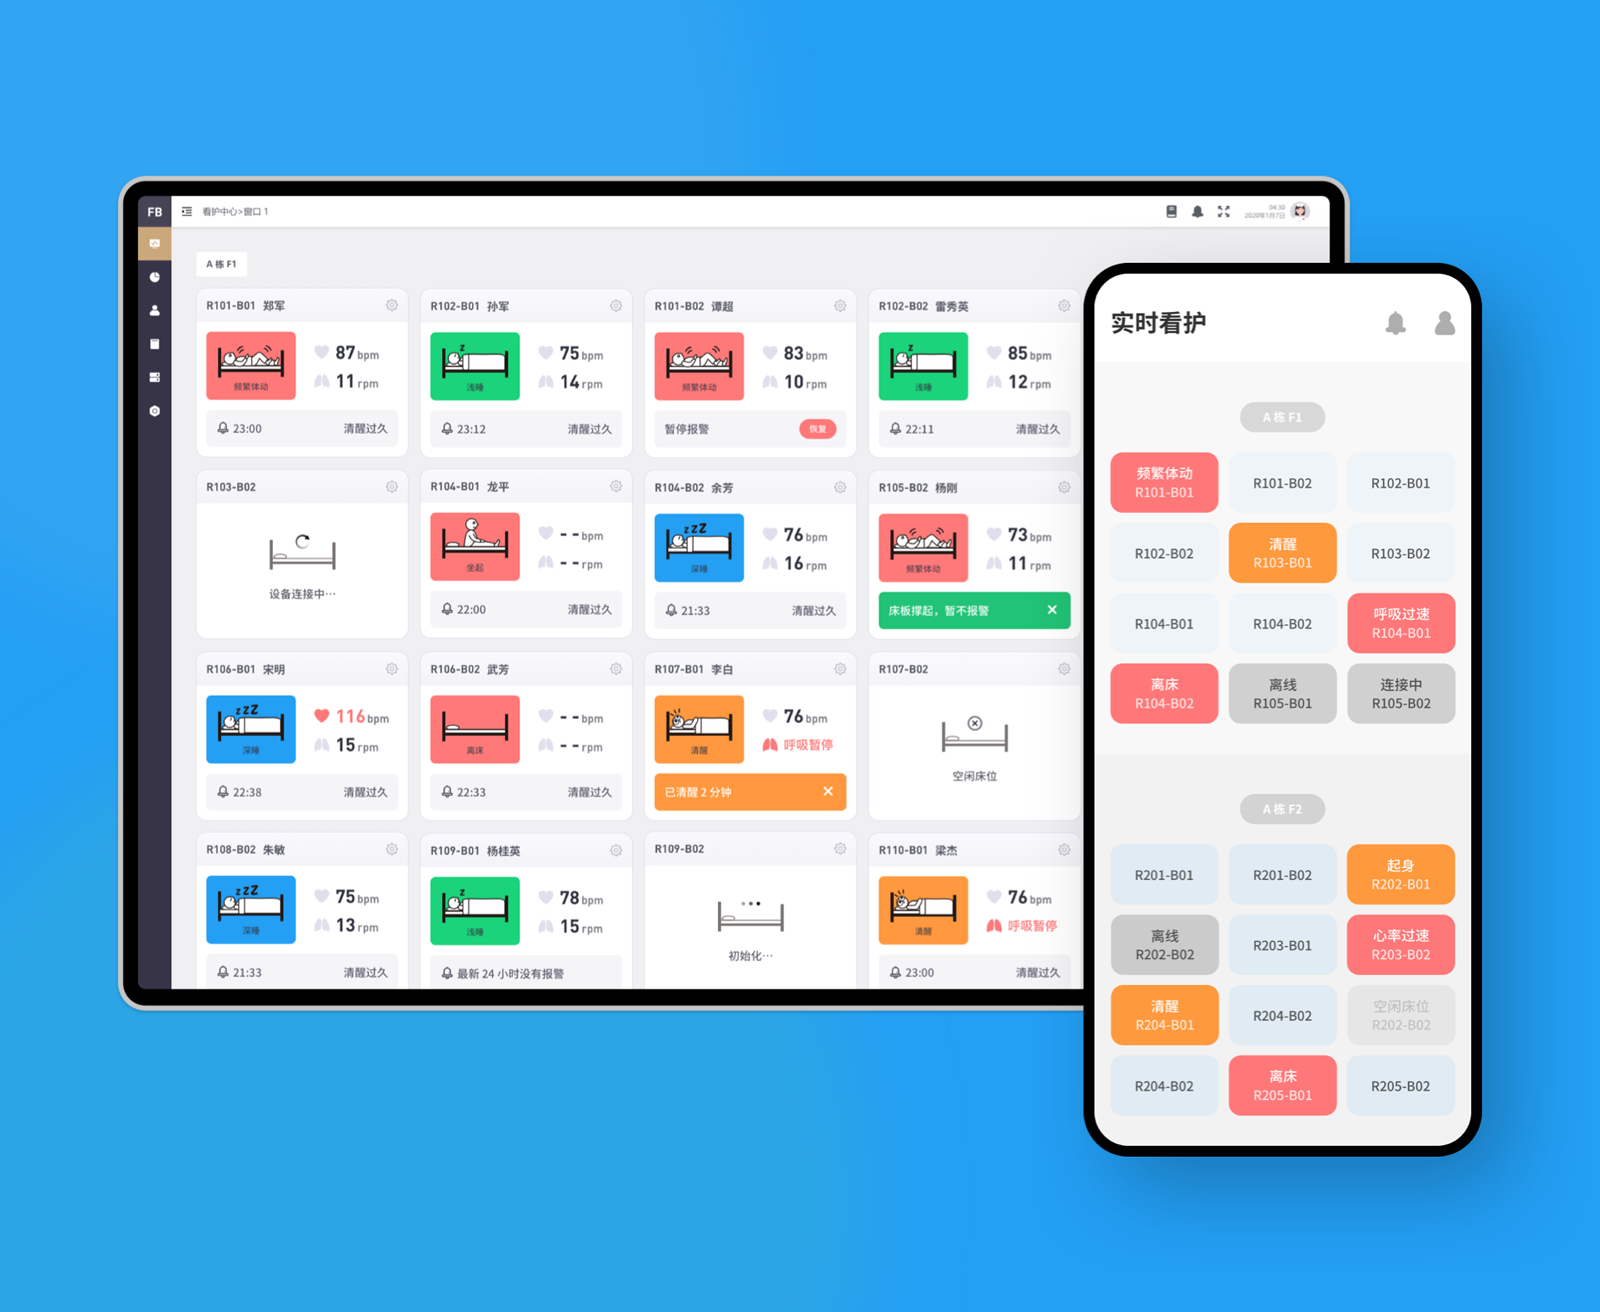 FB
看护中心>窗口 1
04:30
2020年1月7日
A 栋 F1
R101-B01 郑军
频繁体动
87 bpm
11 rpm
23:00 清醒过久
R102-B01 孙军
z
浅睡
75 bpm
14 rpm
23:12 清醒过久
R101-B02 谭超
频繁体动
83 bpm
10 rpm
暂停报警 恢复
R102-B02 雷秀英
z
浅睡
85 bpm
12 rpm
22:11 清醒过久
R103-B02
设备连接中···
R104-B01 龙平
坐起
-- bpm
-- rpm
22:00 清醒过久
R104-B02 余芳
zzZ
深睡
76 bpm
16 rpm
21:33 清醒过久
R105-B02 杨刚
频繁体动
73 bpm
11 rpm
床板撑起，暂不报警
R106-B01 宋明
zzZ
深睡
116 bpm
15 rpm
22:38 清醒过久
R106-B02 武芳
离床
-- bpm
-- rpm
22:33 清醒过久
R107-B01 李白
清醒
76 bpm
呼吸暂停
已清醒 2 分钟
R107-B02
空闲床位
R108-B02 朱敏
zzZ
深睡
75 bpm
13 rpm
21:33 清醒过久
R109-B01 杨桂英
z
浅睡
78 bpm
15 rpm
最新 24 小时没有报警
R109-B02
初始化···
R110-B01 梁杰
清醒
76 bpm
呼吸暂停
23:00 清醒过久
实时看护
A 栋 F1
频繁体动
R101-B01
R101-B02
R102-B01
R102-B02
清醒
R103-B01
R103-B02
R104-B01
R104-B02
呼吸过速
R104-B01
离床
R104-B02
离线
R105-B01
连接中
R105-B02
A 栋 F2
R201-B01
R201-B02
起身
R202-B01
离线
R202-B02
R203-B01
心率过速
R203-B02
清醒
R204-B01
R204-B02
空闲床位
R202-B02
R204-B02
离床
R205-B01
R205-B02